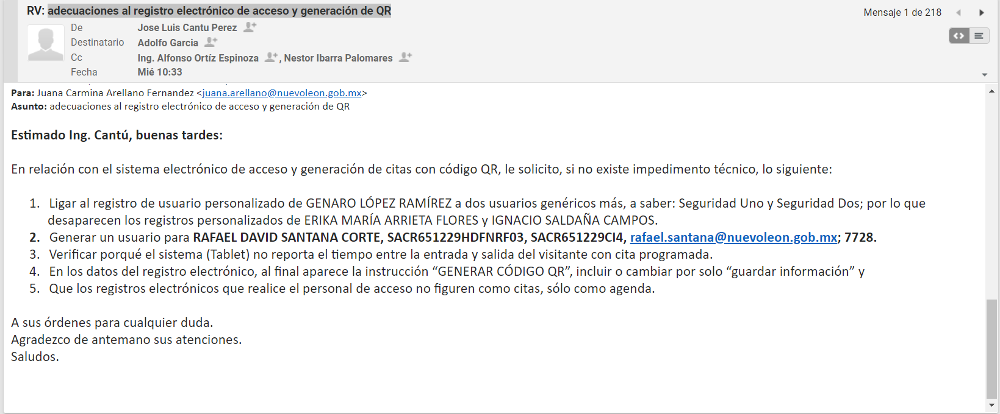 RV: adecuaciones al registro electrónico de acceso y generación de QR
Mensaje 1 de 218
De Jose Luis Cantu Perez
Destinatario Adolfo Garcia
Cc Ing. Alfonso Ortíz Espinoza , Nestor Ibarra Palomares
Fecha Mié 10:33
Para: Juana Carmina Arellano Fernandez <juana.arellano@nuevoleon.gob.mx>
Asunto: adecuaciones al registro electrónico de acceso y generación de QR
Estimado Ing. Cantú, buenas tardes:
En relación con el sistema electrónico de acceso y generación de citas con código QR, le solicito, si no existe impedimento técnico, lo siguiente:
1. Ligar al registro de usuario personalizado de GENARO LÓPEZ RAMÍREZ a dos usuarios genéricos más, a saber: Seguridad Uno y Seguridad Dos; por lo que
desaparecen los registros personalizados de ERIKA MARÍA ARRIETA FLORES y IGNACIO SALDAÑA CAMPOS.
2. Generar un usuario para RAFAEL DAVID SANTANA CORTE, SACR651229HDFNRF03, SACR651229CI4, rafael.santana@nuevoleon.gob.mx; 7728.
3. Verificar porqué el sistema (Tablet) no reporta el tiempo entre la entrada y salida del visitante con cita programada.
4. En los datos del registro electrónico, al final aparece la instrucción “GENERAR CÓDIGO QR”, incluir o cambiar por solo “guardar información” y
5. Que los registros electrónicos que realice el personal de acceso no figuren como citas, sólo como agenda.
A sus órdenes para cualquier duda.
Agradezco de antemano sus atenciones.
Saludos.